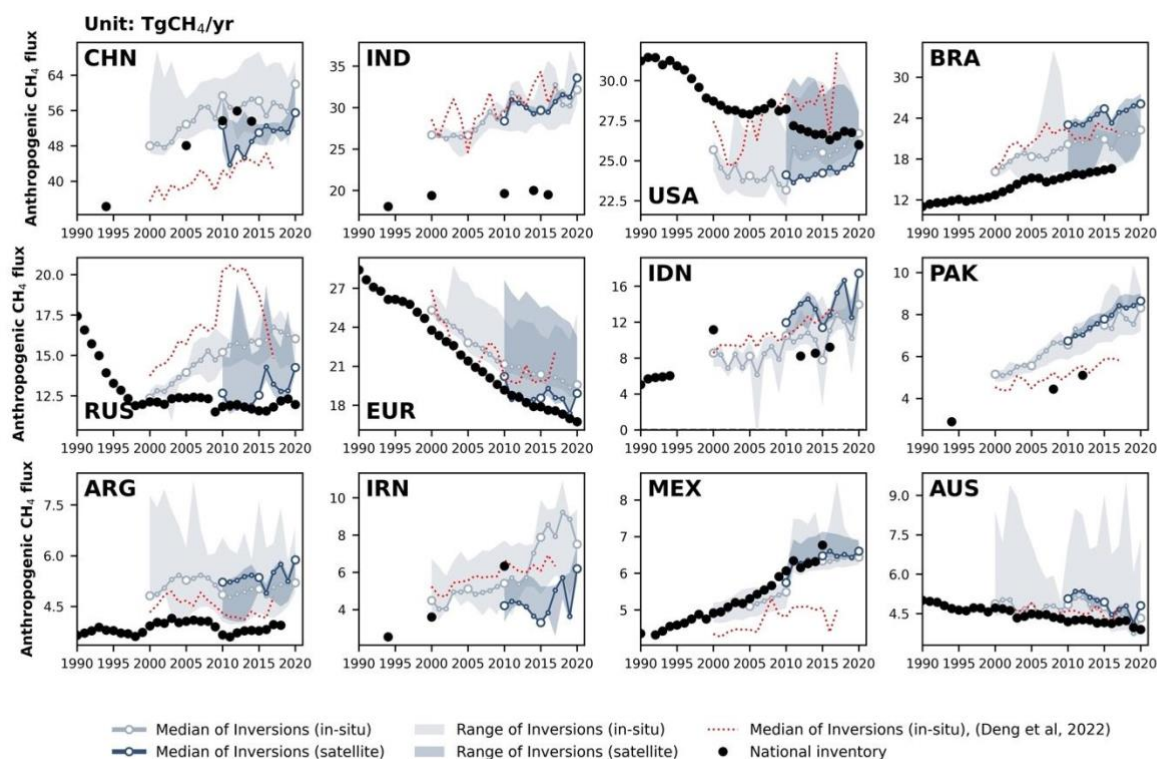 Unit: TgCH₄/yr
Anthropogenic CH₄ flux
CHN
64
56
48
40
1990 1995 2000 2005 2010 2015 2020
IND
35
30
25
20
1990 1995 2000 2005 2010 2015 2020
USA
30.0
27.5
25.0
22.5
1990 1995 2000 2005 2010 2015 2020
BRA
30
24
18
12
1990 1995 2000 2005 2010 2015 2020
Anthropogenic CH₄ flux
RUS
20.0
17.5
15.0
12.5
1990 1995 2000 2005 2010 2015 2020
EUR
27
24
21
18
1990 1995 2000 2005 2010 2015 2020
IDN
16
12
8
4
0
1990 1995 2000 2005 2010 2015 2020
PAK
10
8
6
4
1990 1995 2000 2005 2010 2015 2020
Anthropogenic CH₄ flux
ARG
7.5
6.0
4.5
1990 1995 2000 2005 2010 2015 2020
IRN
10
8
6
4
1990 1995 2000 2005 2010 2015 2020
MEX
8
7
6
5
1990 1995 2000 2005 2010 2015 2020
AUS
9.0
7.5
6.0
4.5
1990 1995 2000 2005 2010 2015 2020
Median of Inversions (in-situ)
Median of Inversions (satellite)
Range of Inversions (in-situ)
Range of Inversions (satellite)
Median of Inversions (in-situ), (Deng et al, 2022)
National inventory